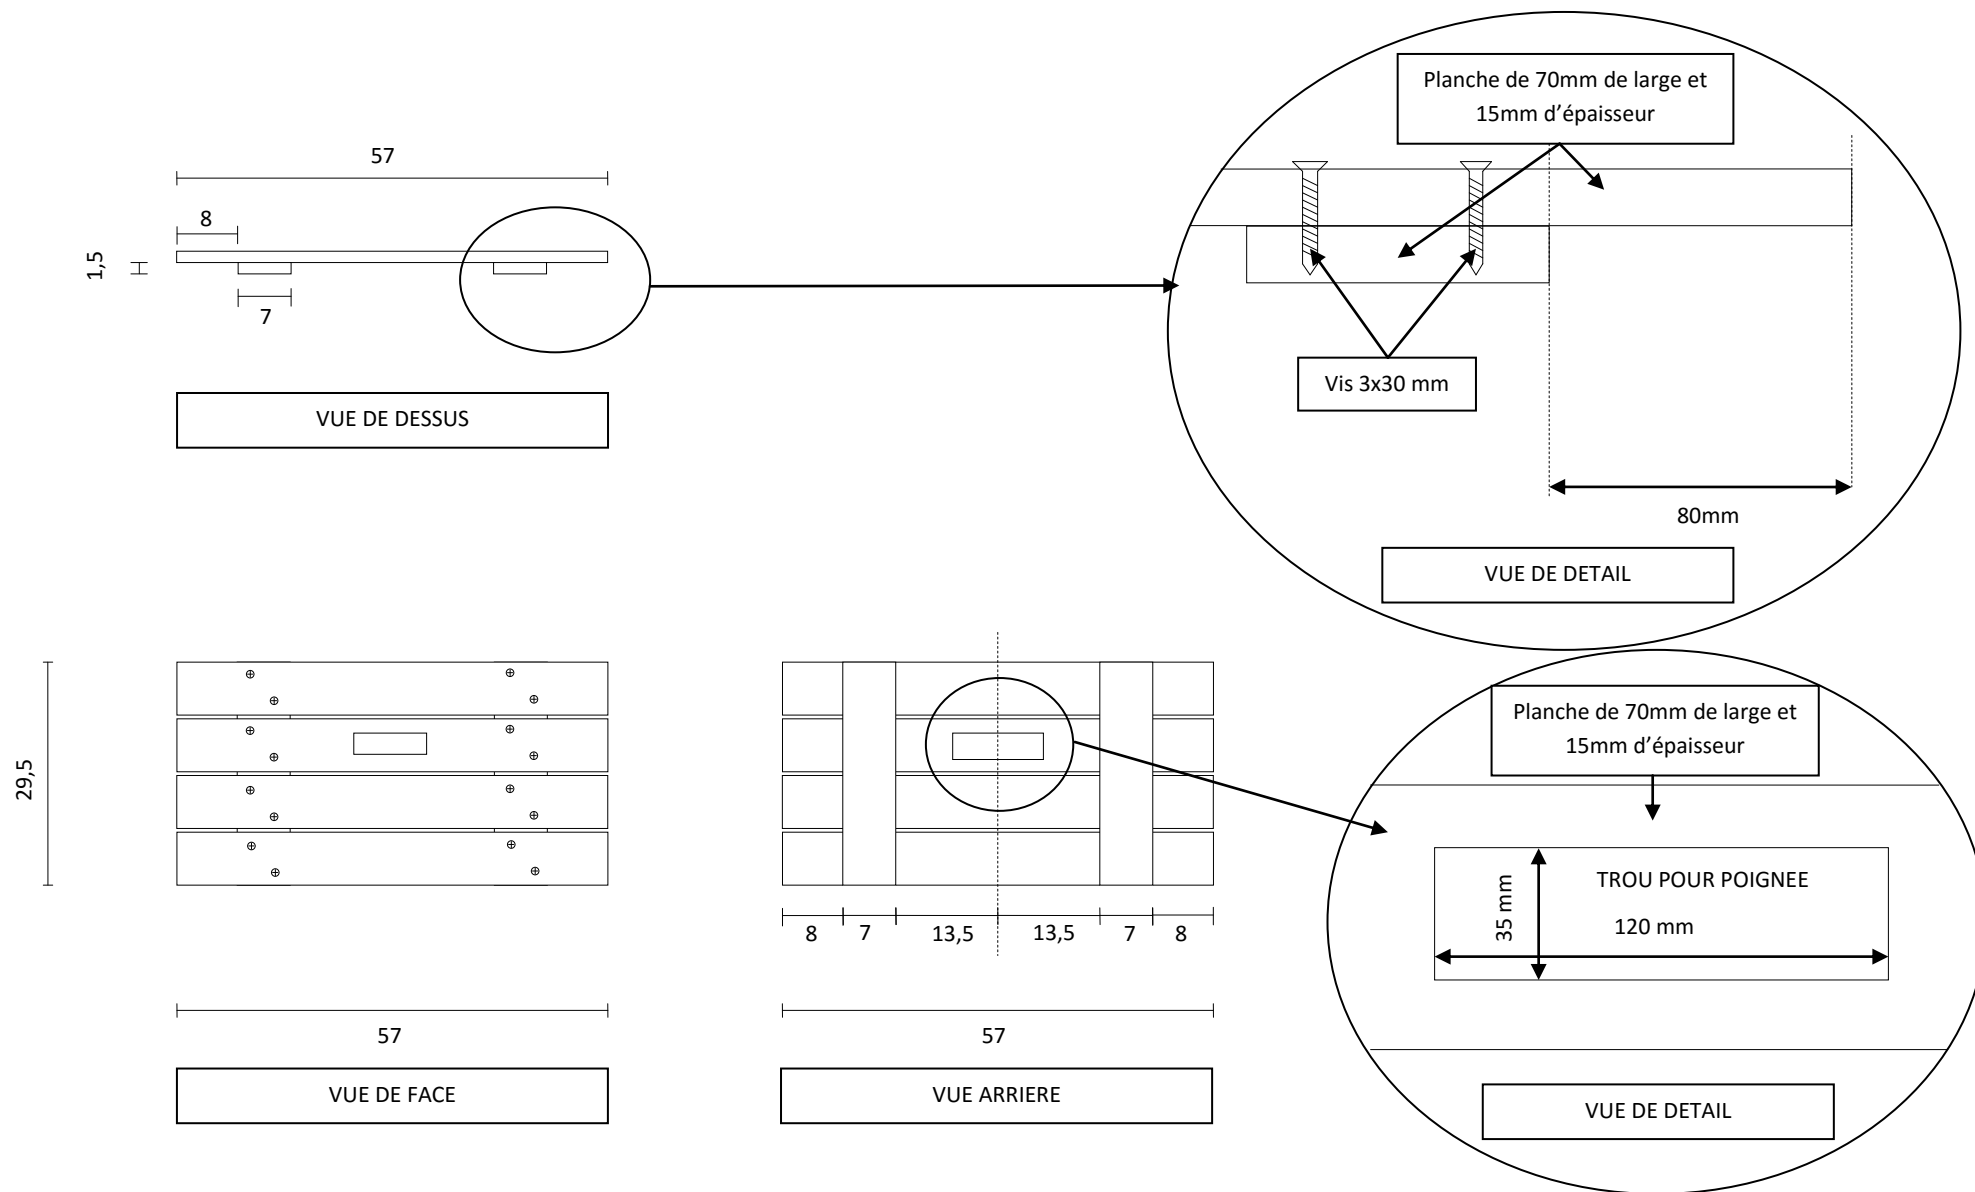 57
8
1,5
7
VUE DE DESSUS
Planche de 70mm de large et
15mm d’épaisseur
Vis 3x30 mm
80mm
VUE DE DETAIL
29,5
57
VUE DE FACE
8
7
13,5
13,5
7
8
57
VUE ARRIERE
Planche de 70mm de large et
15mm d’épaisseur
35 mm
TROU POUR POIGNEE
120 mm
VUE DE DETAIL